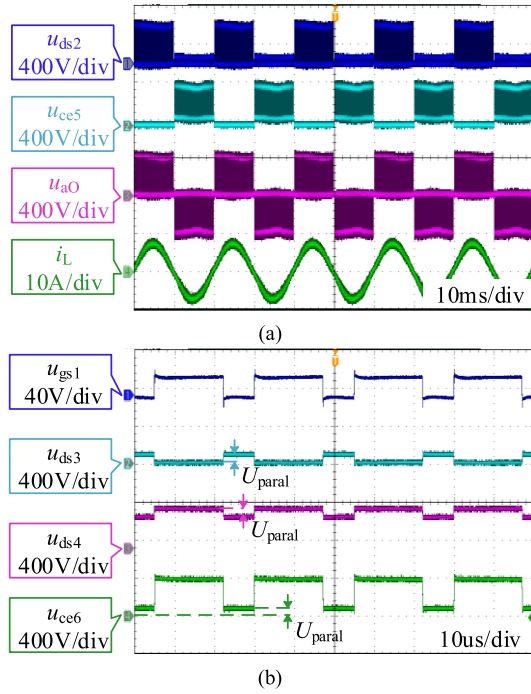 u_ds2
400V/div
u_ce5
400V/div
u_aO
400V/div
i_L
10A/div
10ms/div
(a)
u_gs1
40V/div
u_ds3
400V/div
U_paral
u_ds4
400V/div
U_paral
u_ce6
400V/div
U_paral
10us/div
(b)